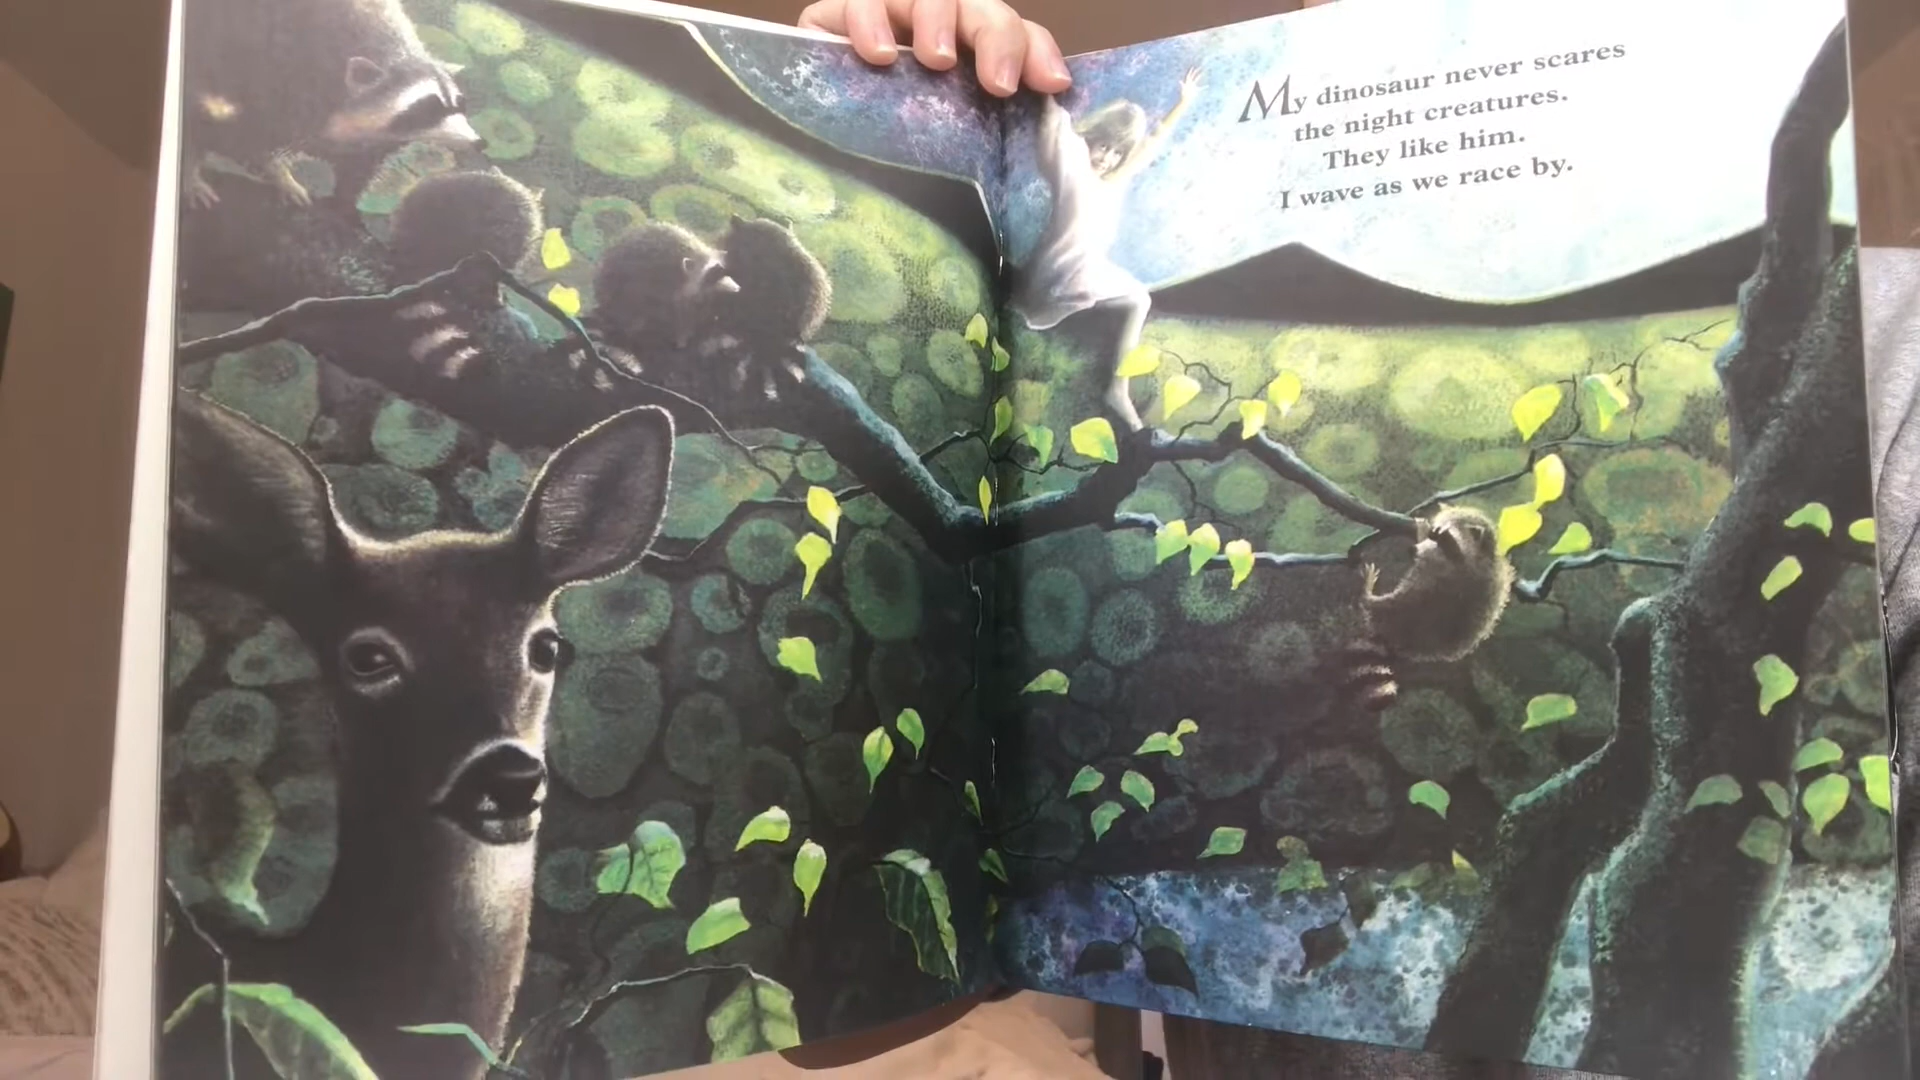 My dinosaur never scares
the night creatures.
They like him.
I wave as we race by.